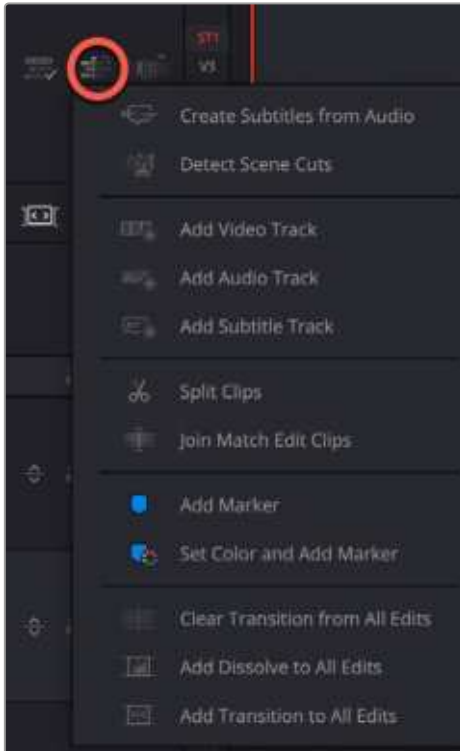 ST1
V3
Create Subtitles from Audio
Detect Scene Cuts
Add Video Track
Add Audio Track
Add Subtitle Track
Split Clips
Join Match Edit Clips
Add Marker
Set Color and Add Marker
Clear Transition from All Edits
Add Dissolve to All Edits
Add Transition to All Edits